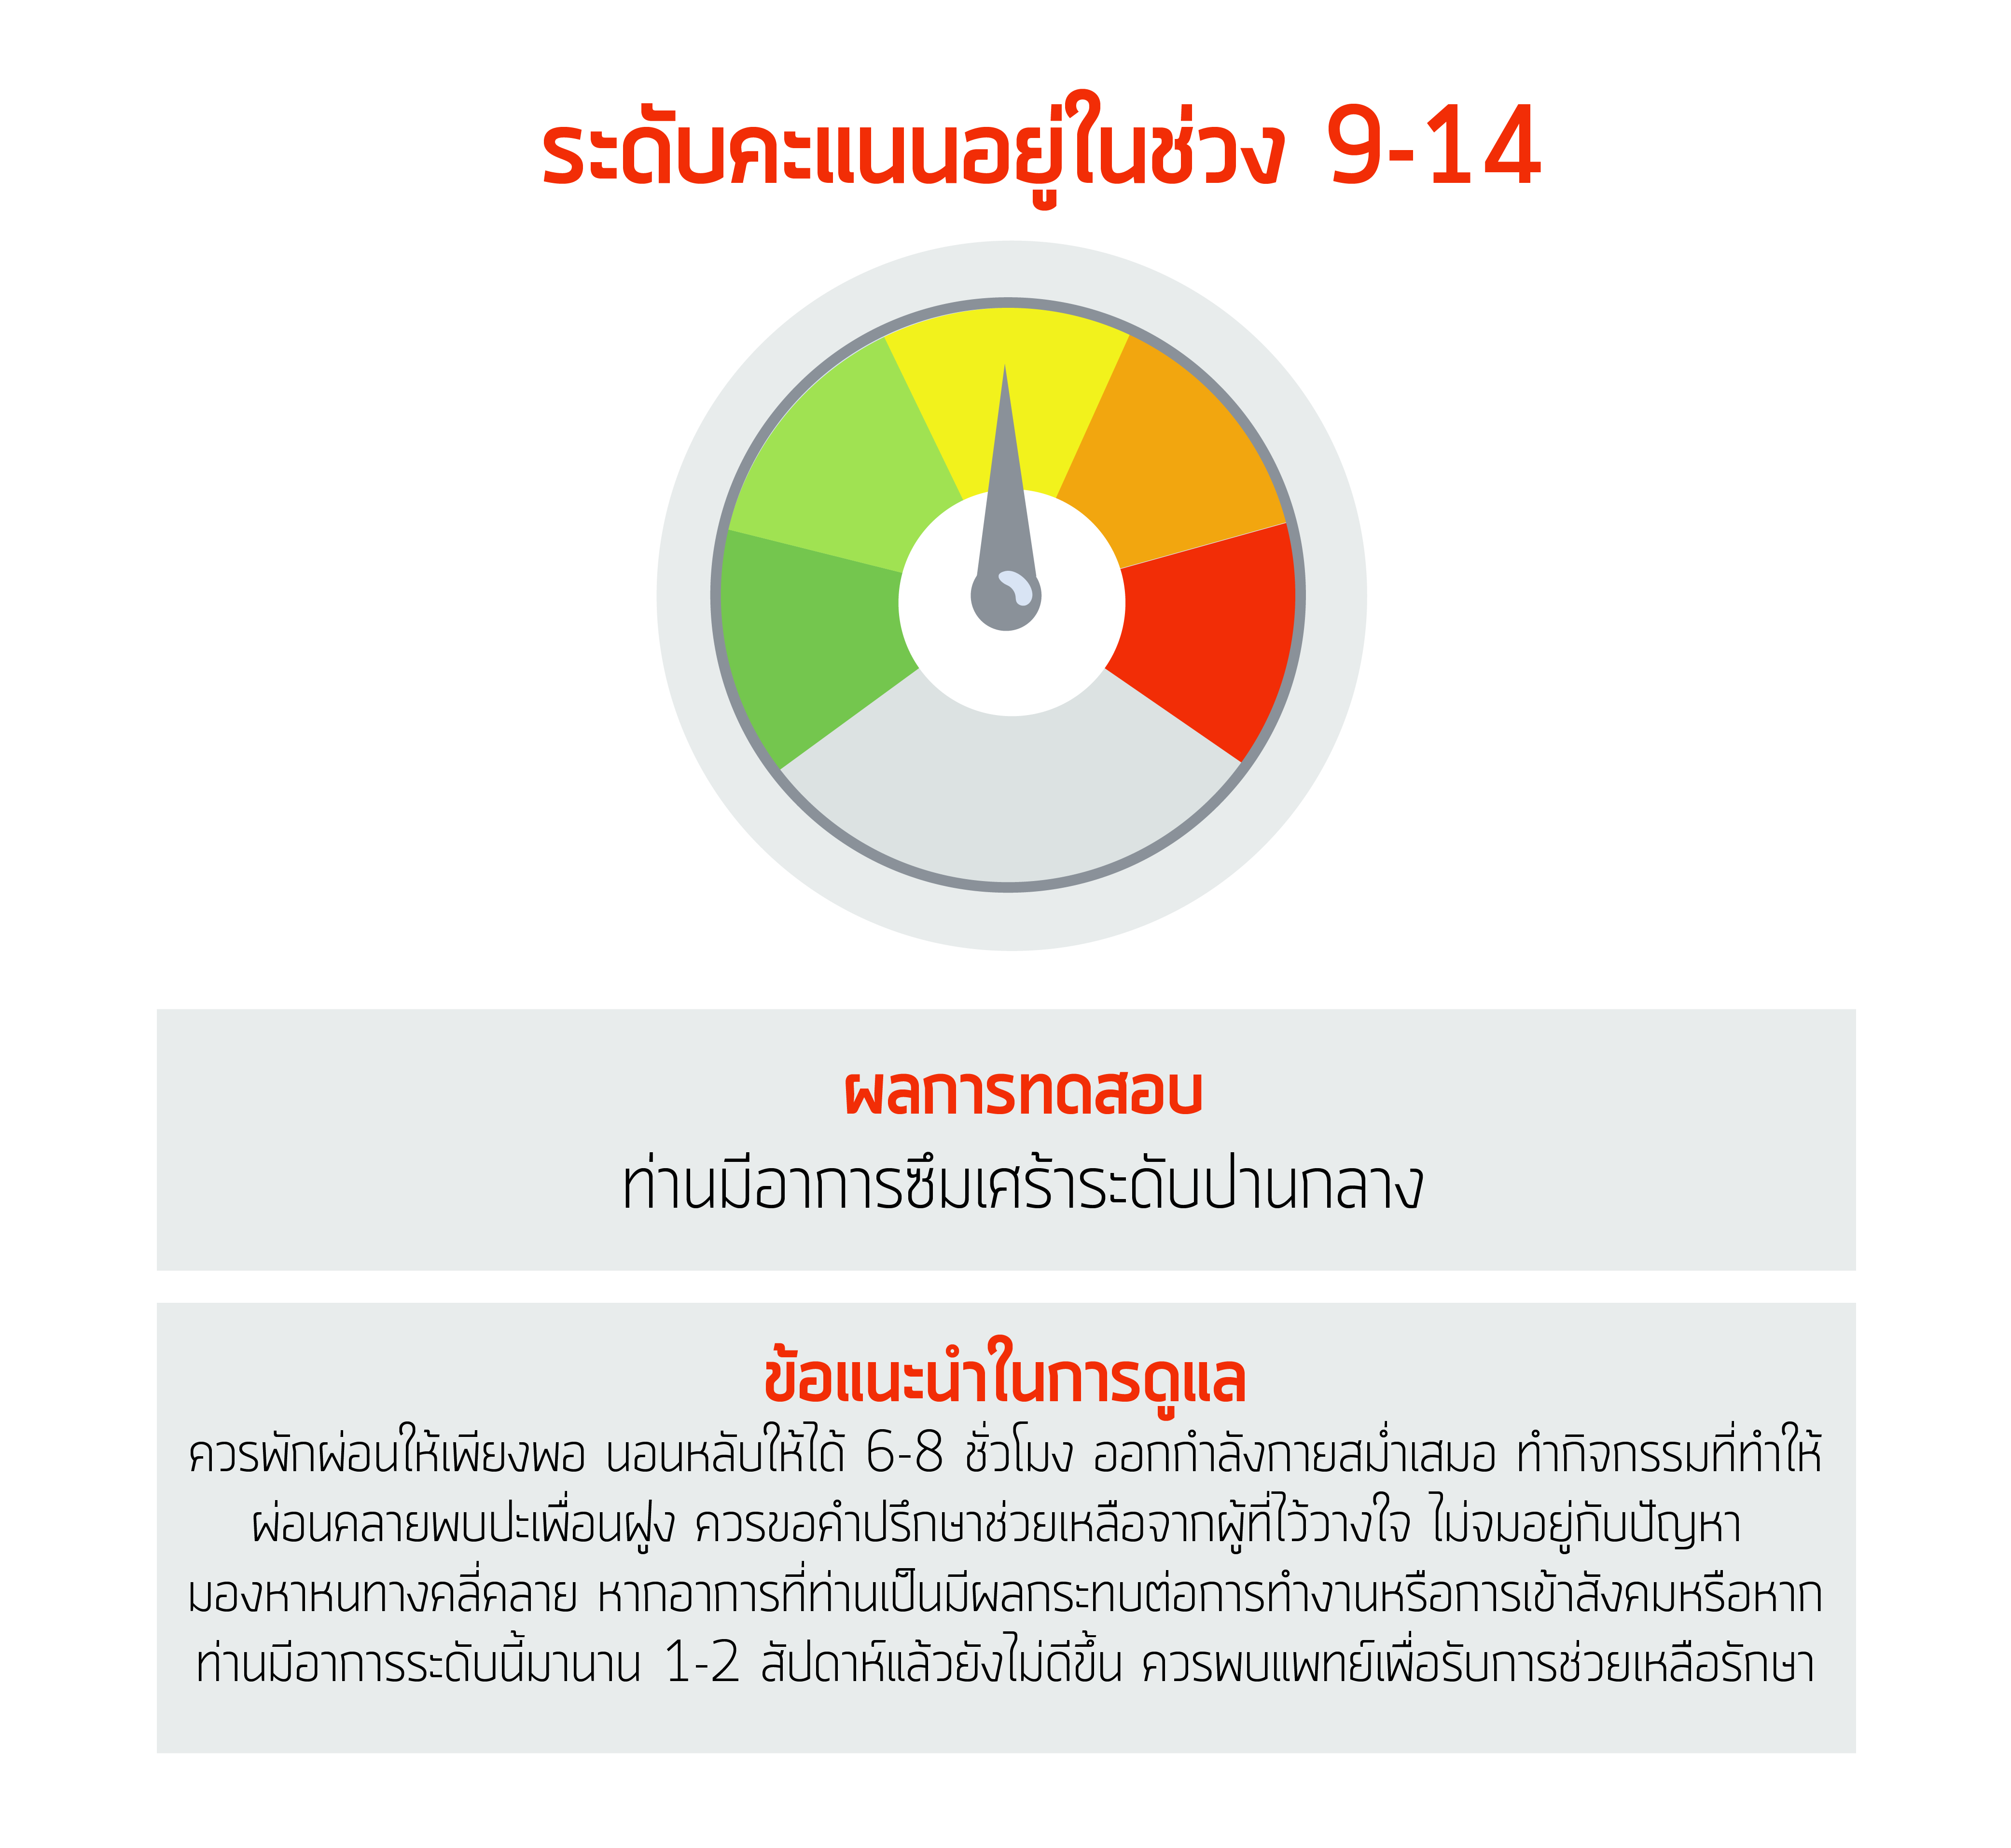 ระดับคะแนนอยู่ในช่วง 9-14
ผลการทดสอบ
ท่านมีอาการซึมเศร้าระดับปานกลาง
ข้อแนะนำในการดูแล
ควรพักผ่อนให้เพียงพอ นอนหลับให้ได้ 6-8 ชั่วโมง ออกกำลังกายสม่ำเสมอ ทำกิจกรรมที่ทำให้
ผ่อนคลายพบปะเพื่อนฝูง ควรขอคำปรึกษาช่วยเหลือจากผู้ที่ไว้วางใจ ไม่จมอยู่กับปัญหา
มองหาหนทางคลี่คลาย หากอาการที่ท่านเป็นมีผลกระทบต่อการทำงานหรือการเข้าสังคมหรือหาก
ท่านมีอาการระดับนี้มานาน 1-2 สัปดาห์แล้วยังไม่ดีขึ้น ควรพบแพทย์เพื่อรับการช่วยเหลือรักษา